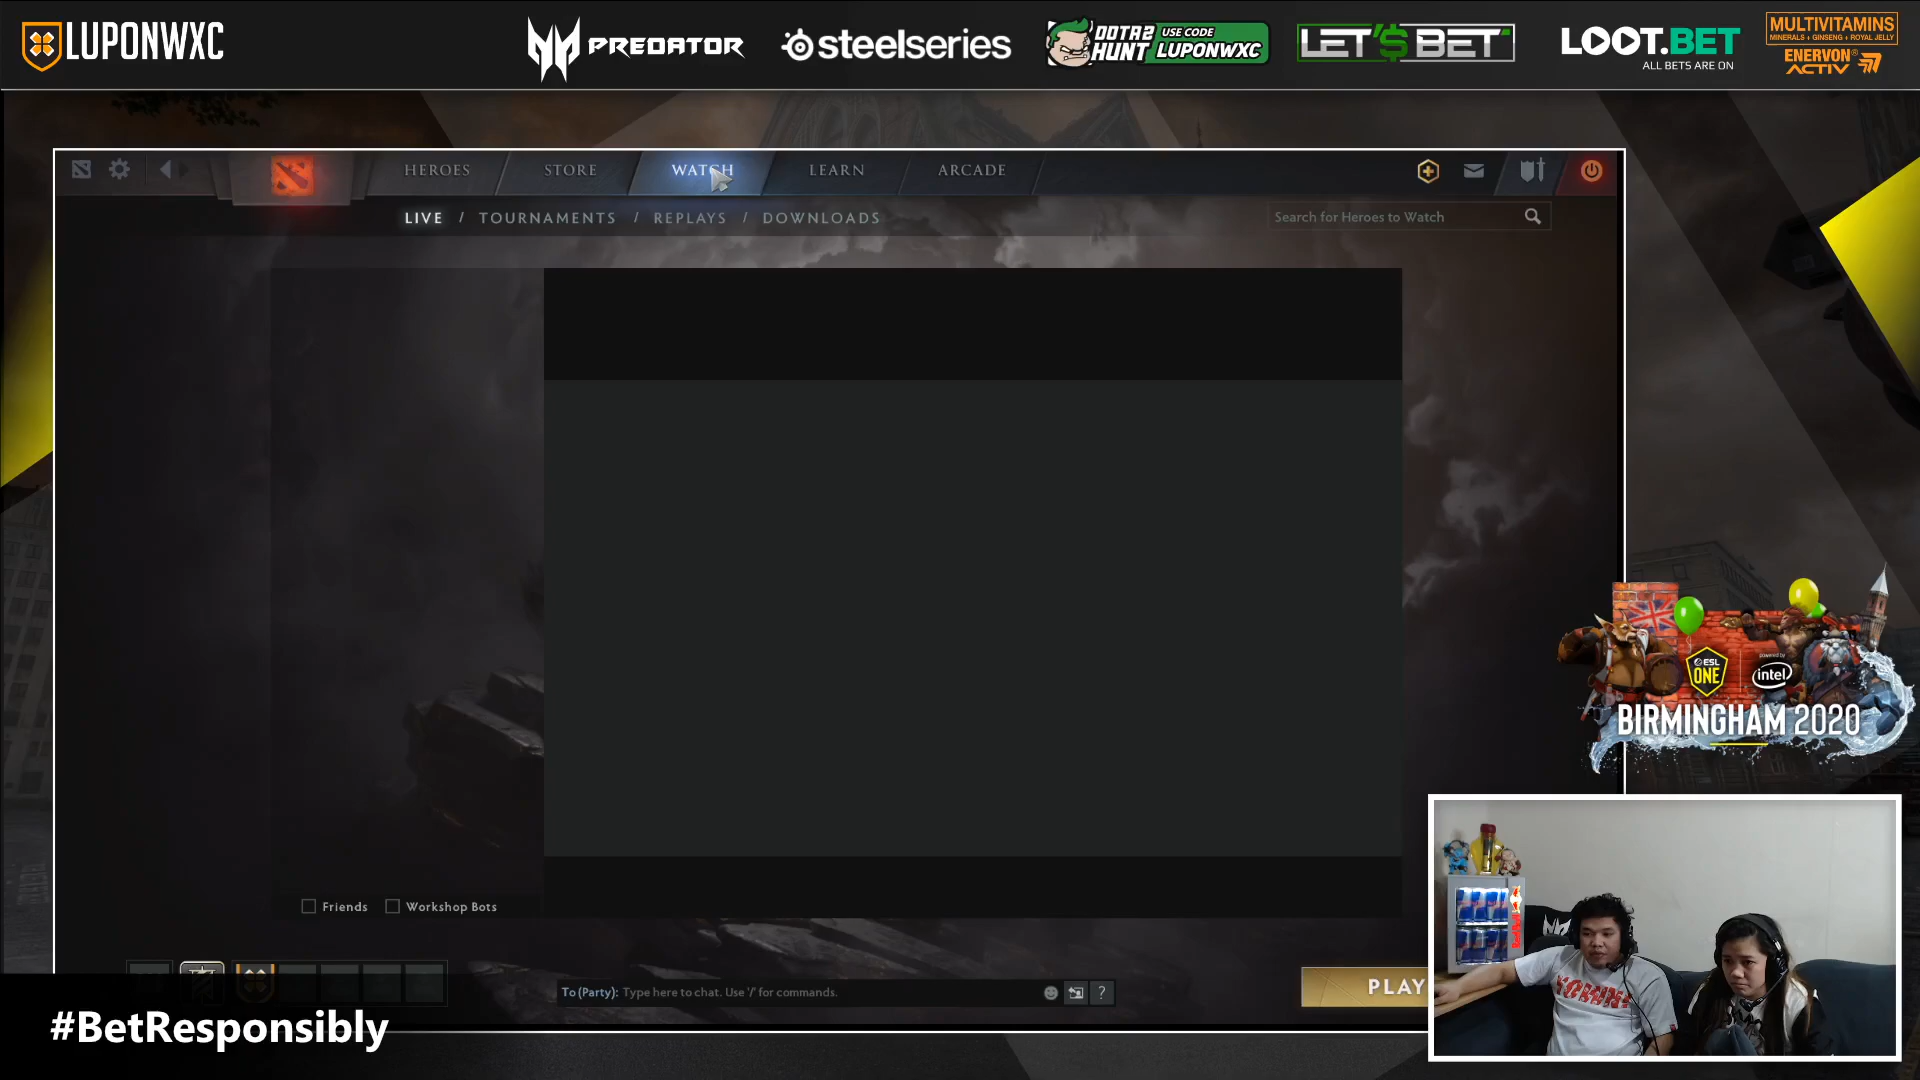 LUPONWXC
PREDATOR
steelseries
DOTA2 HUNT
USE CODE
LUPONWXC
LET'$ BET
LOOT.BET
ALL BETS ARE ON
MULTIVITAMINS
MINERALS + GINSENG + ROYAL JELLY
ENERVON®
ACTIV
HEROES
STORE
WATCH
LEARN
ARCADE
LIVE / TOURNAMENTS / REPLAYS / DOWNLOADS
Search for Heroes to Watch
ESL
ONE
powered by
intel
BIRMINGHAM 2020
Friends
Workshop Bots
To (Party): Type here to chat. Use '/' for commands.
?
PLAY
#BetResponsibly